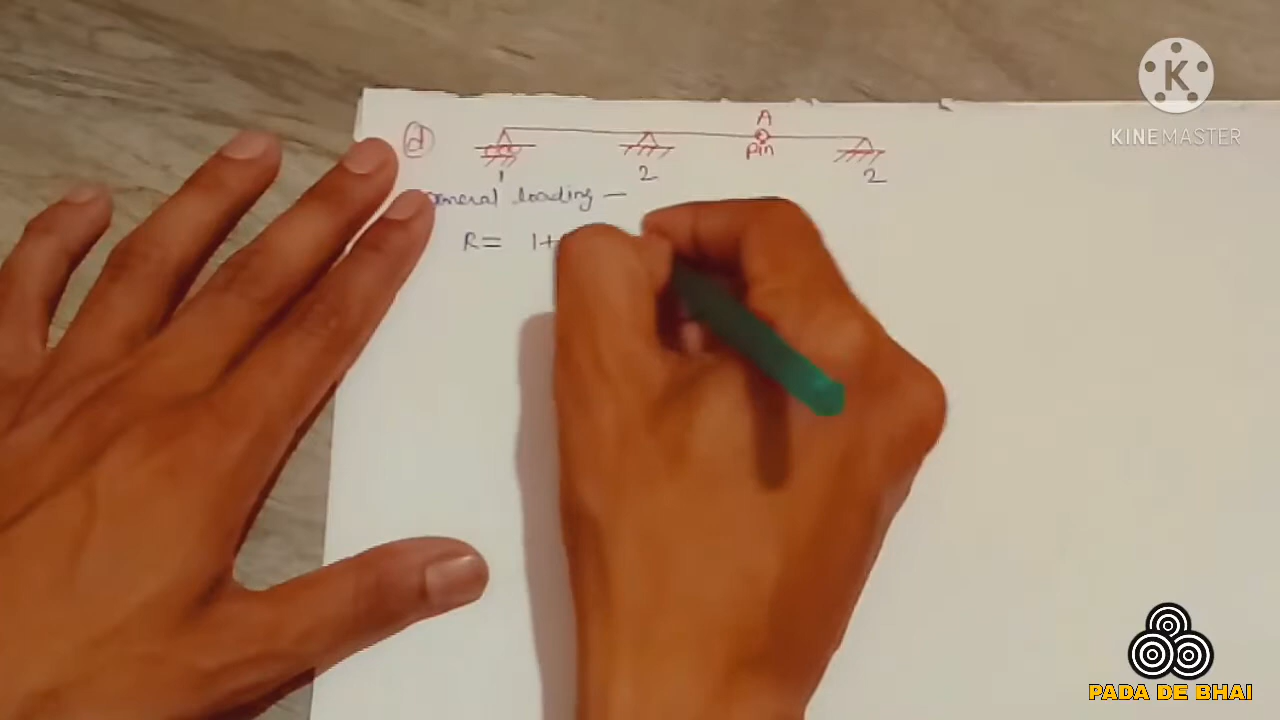 A
d
Pin
1 2 2
General loading –
R = 1+
K
KINEMASTER
PADA DE BHAI